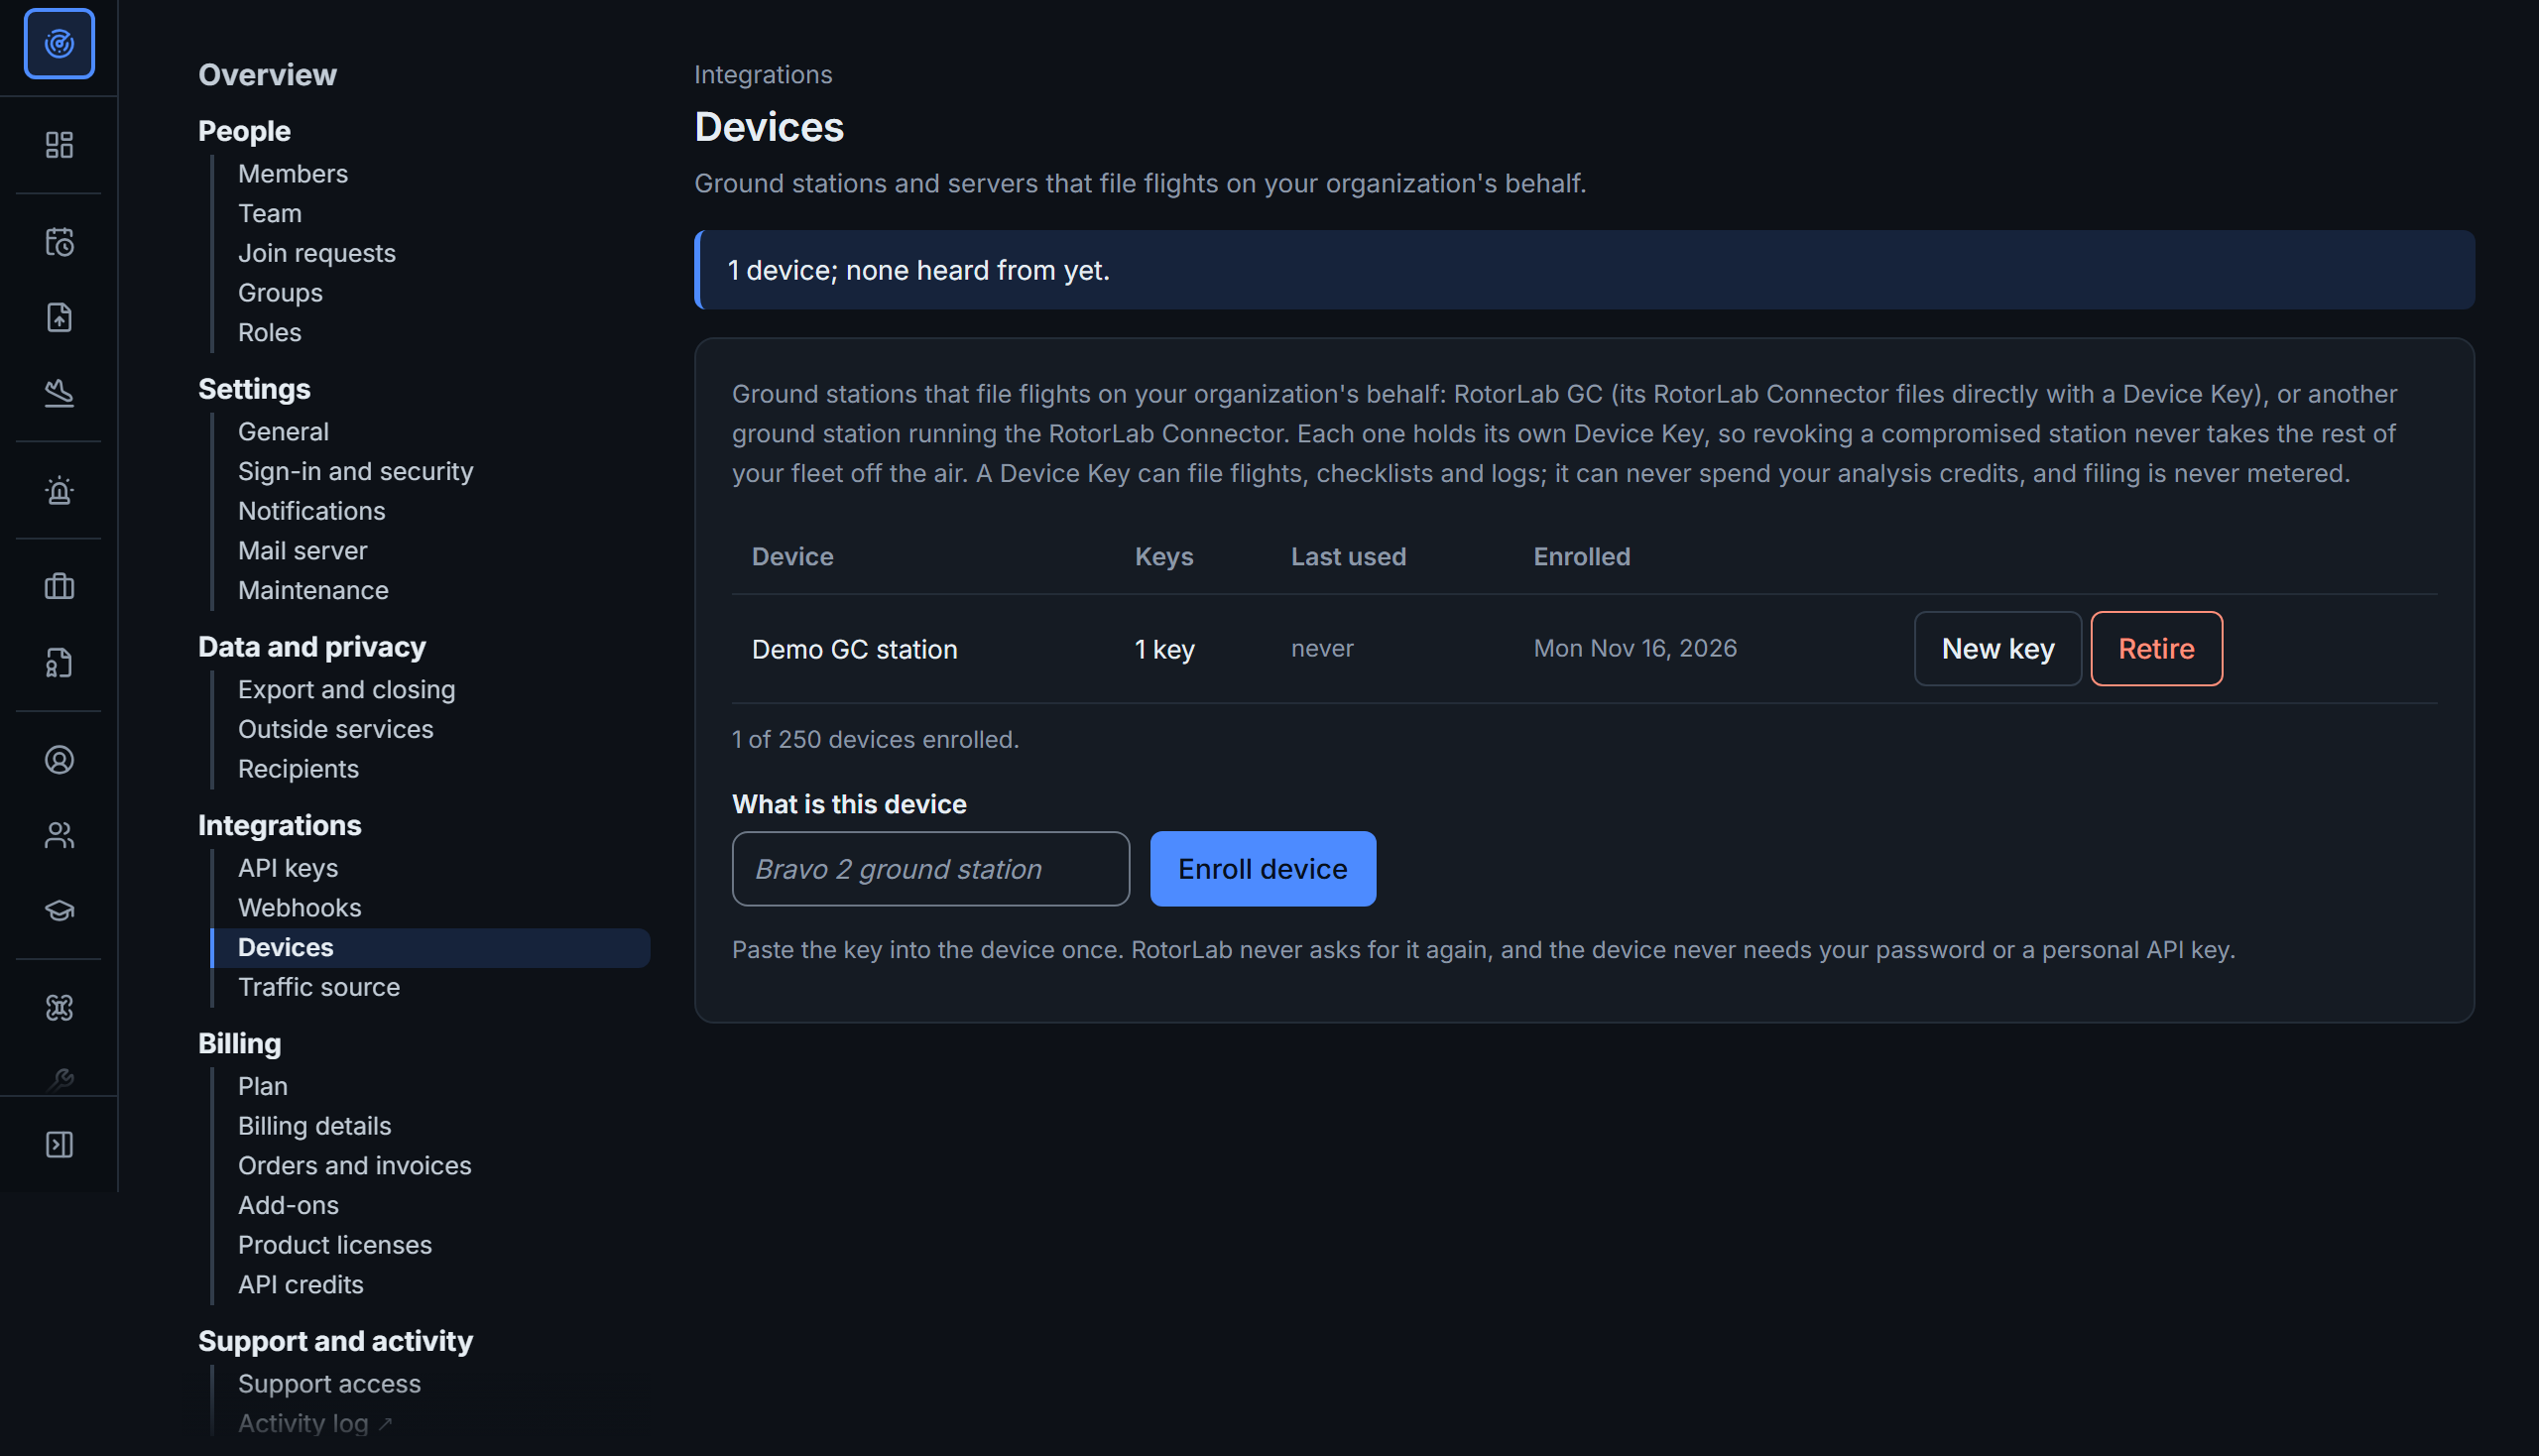 Overview
People
Members
Team
Join requests
Groups
Roles
Settings
General
Sign-in and security
Notifications
Mail server
Maintenance
Data and privacy
Export and closing
Outside services
Recipients
Integrations
API keys
Webhooks
Devices
Traffic source
Billing
Plan
Billing details
Orders and invoices
Add-ons
Product licenses
API credits
Support and activity
Support access
Activity log ↗
Integrations
Devices
Ground stations and servers that file flights on your organization's behalf.
1 device; none heard from yet.
Ground stations that file flights on your organization's behalf: RotorLab GC (its RotorLab Connector files directly with a Device Key), or another
ground station running the RotorLab Connector. Each one holds its own Device Key, so revoking a compromised station never takes the rest of
your fleet off the air. A Device Key can file flights, checklists and logs; it can never spend your analysis credits, and filing is never metered.
Device Keys Last used Enrolled
Demo GC station 1 key never Mon Nov 16, 2026 New key Retire
1 of 250 devices enrolled.
What is this device
Bravo 2 ground station Enroll device
Paste the key into the device once. RotorLab never asks for it again, and the device never needs your password or a personal API key.